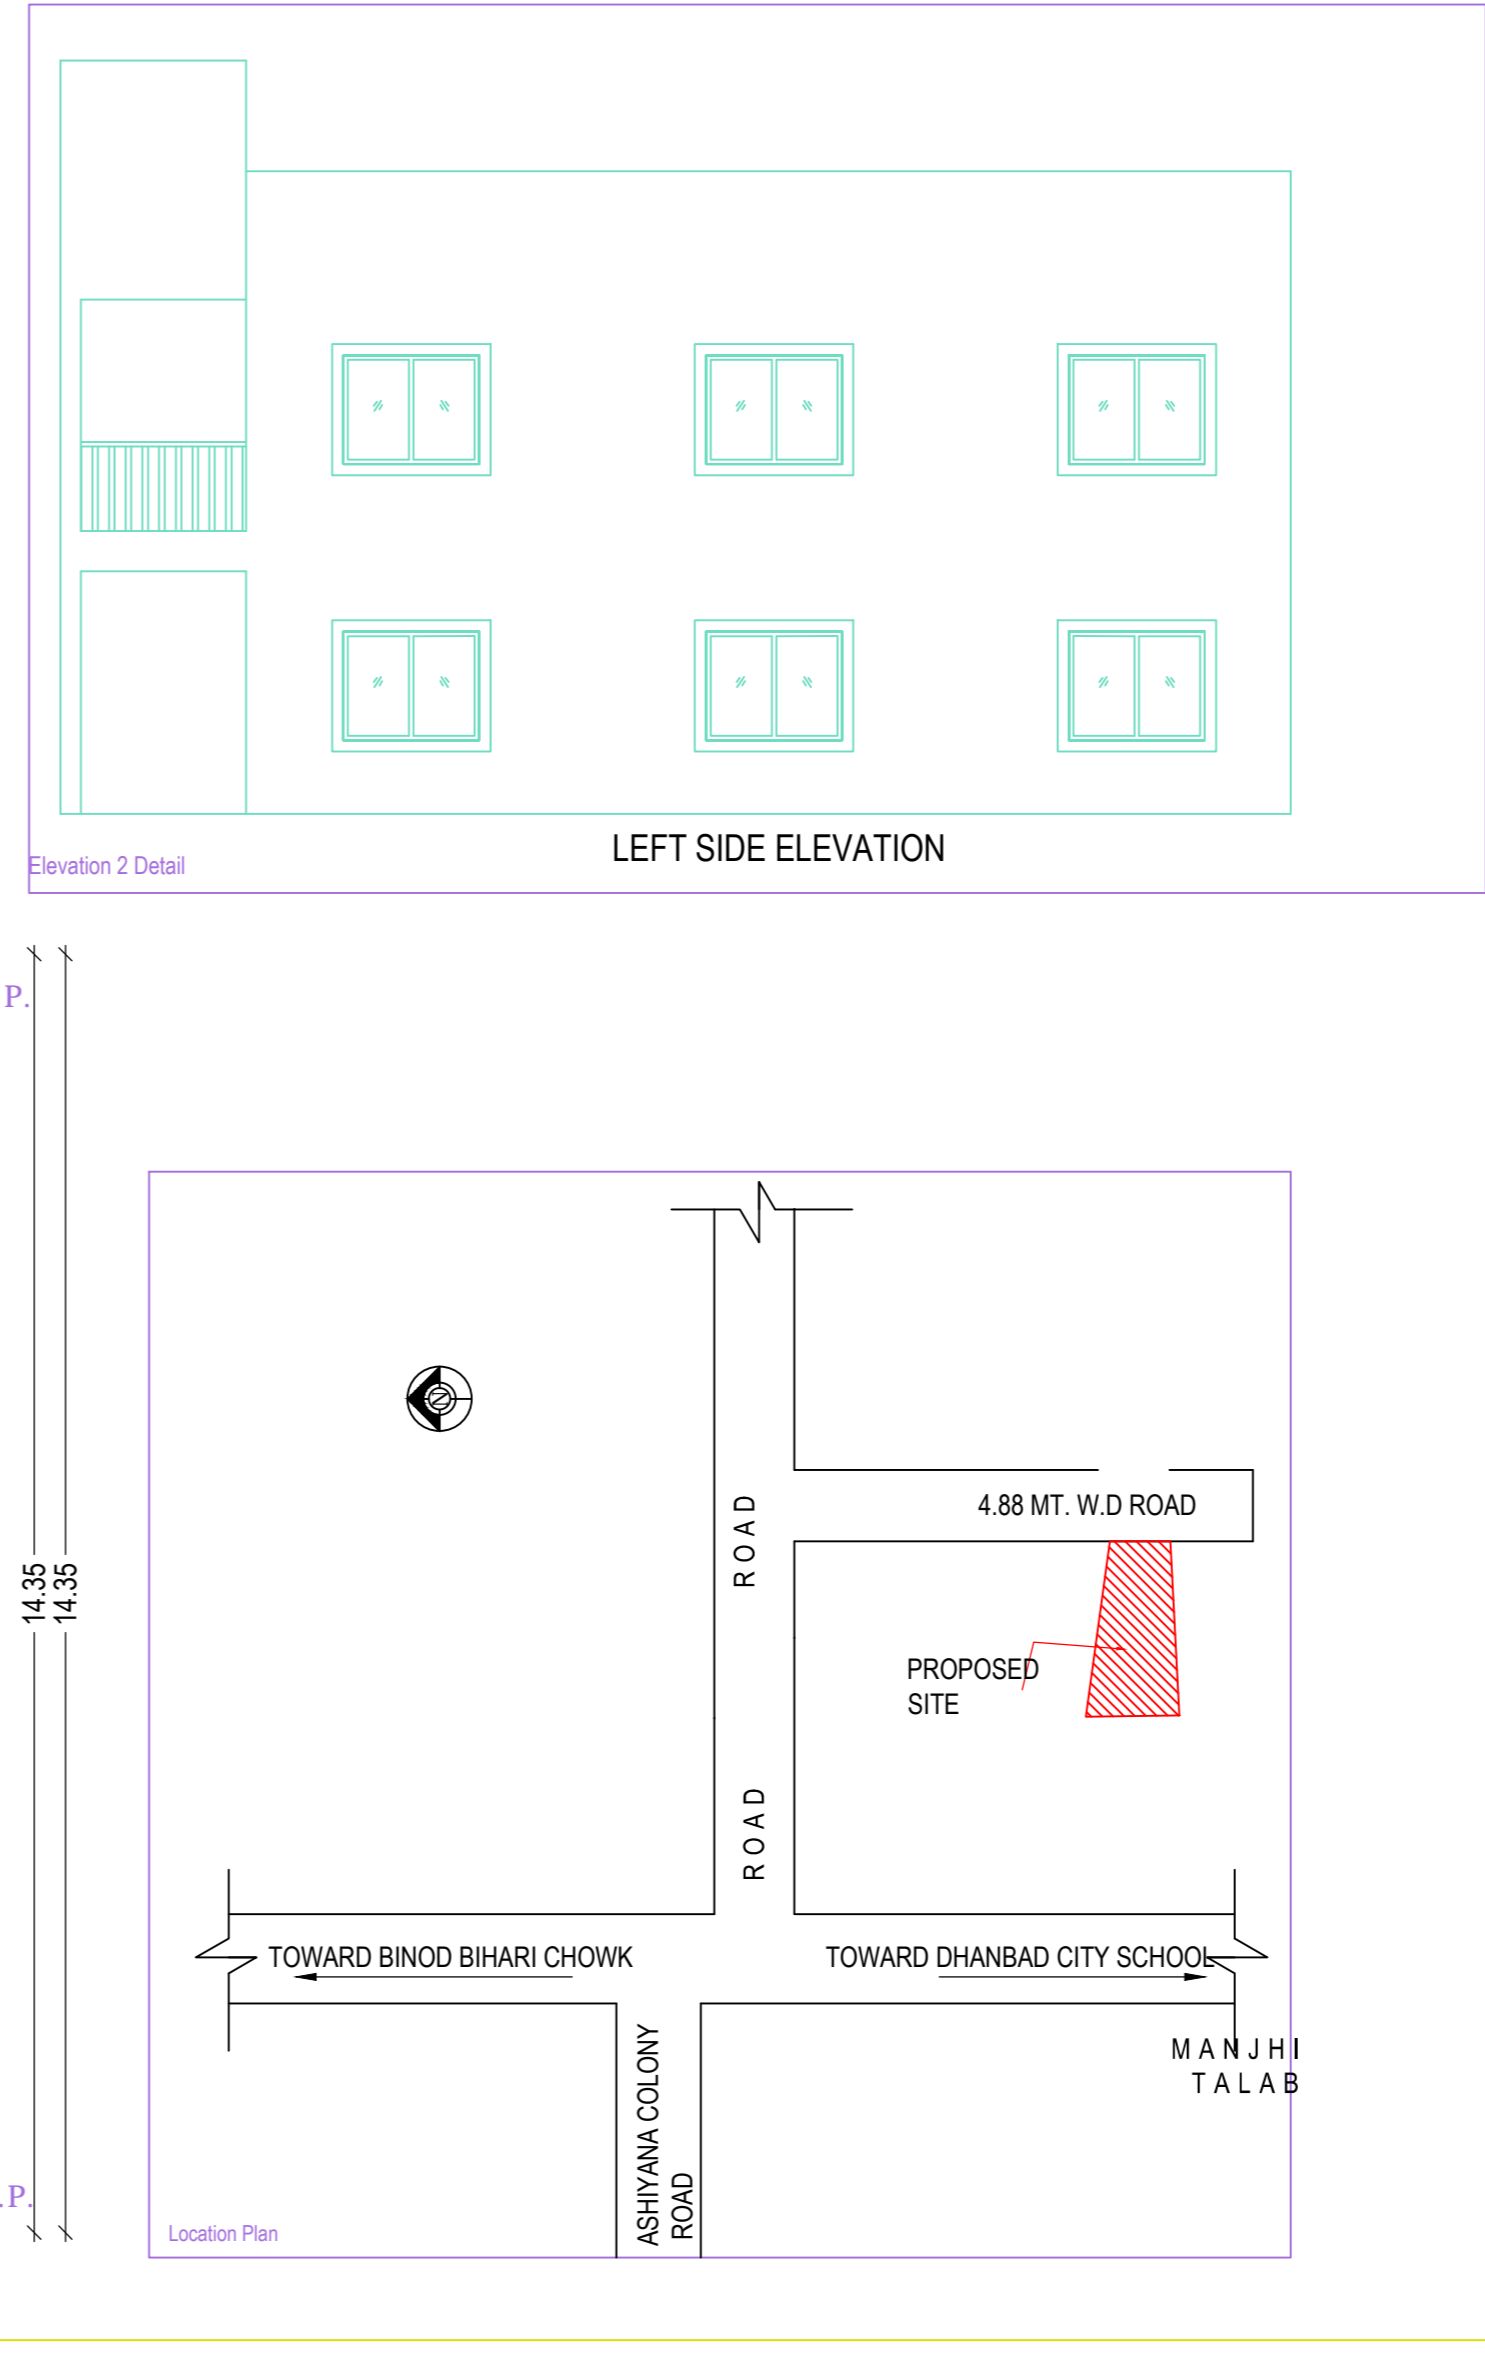 LEFT SIDE ELEVATION
Elevation 2 Detail
P.
14.35
14.35
N
4.88 MT. W.D ROAD
ROAD
PROPOSED
SITE
ROAD
TOWARD BINOD BIHARI CHOWK
TOWARD DHANBAD CITY SCHOOL
MANJHI
TALAB
ASHIYANA COLONY
ROAD
.P.
Location Plan